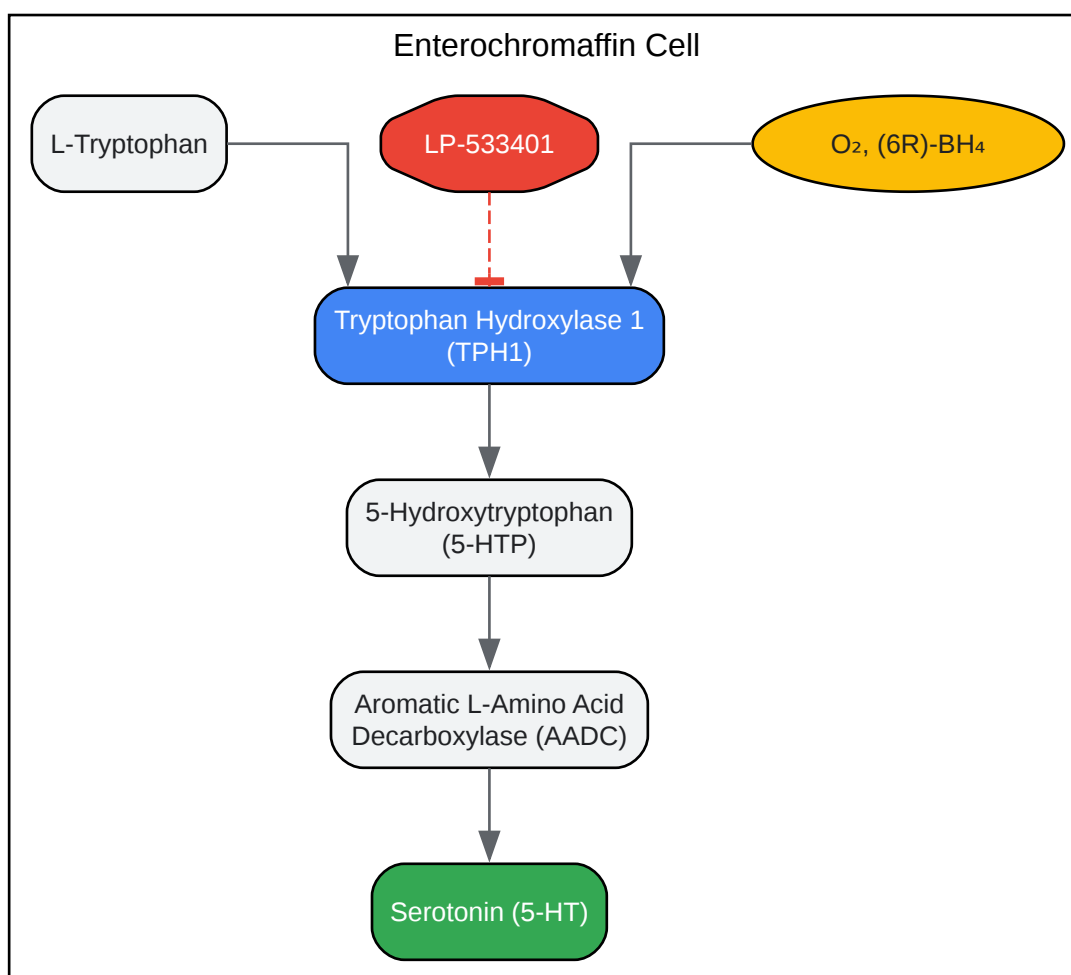 Enterochromaffin Cell
L-Tryptophan
LP-533401
O₂, (6R)-BH₄
Tryptophan Hydroxylase 1
(TPH1)
5-Hydroxytryptophan
(5-HTP)
Aromatic L-Amino Acid
Decarboxylase (AADC)
Serotonin (5-HT)